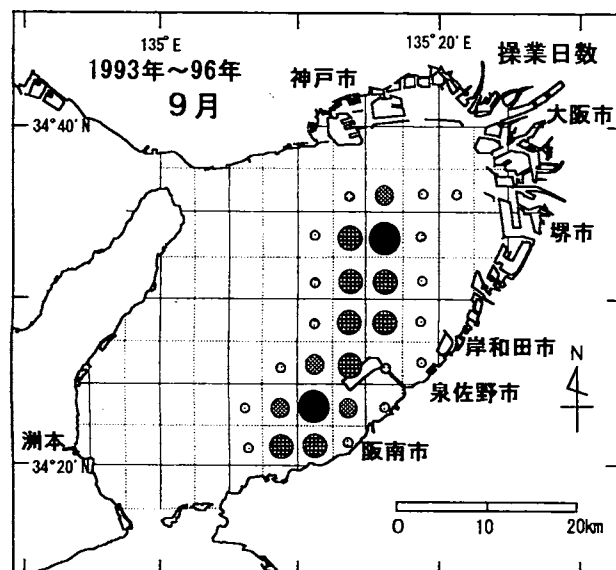 135°E
135°20'E
1993年～96年
9月
操業日数
神戸市
大阪市
34°40'N
堺市
岸和田市
泉佐野市
N
洲本
阪南市
34°20'N
0 10 20km